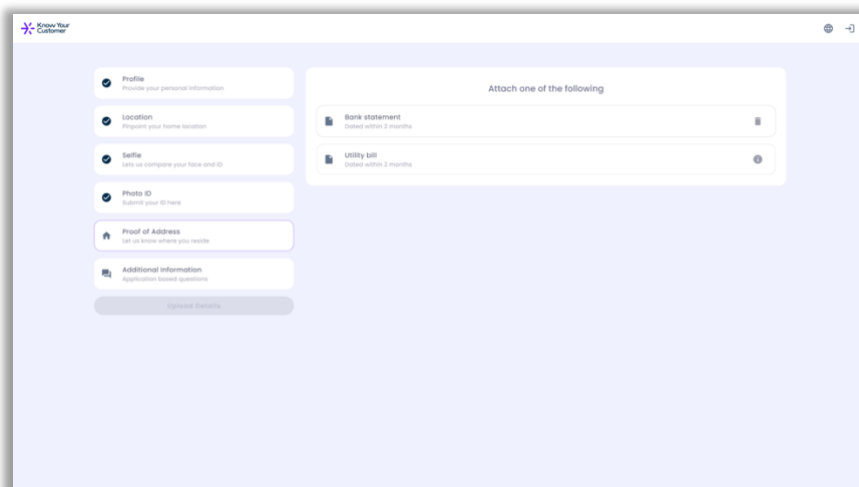 Know Your
Customer
Profile
Provide your personal information
Location
Pinpoint your home location
Selfie
Lets us compare your face and ID
Photo ID
Submit your ID here
Proof of Address
Let us know where you reside
Additional Information
Application based questions
Upload Details
Attach one of the following
Bank statement
Dated within 2 months
Utility bill
Dated within 2 months